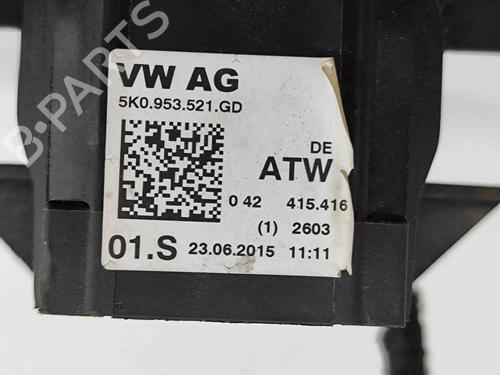 B-PARTS
VW AG
5K0.953.521.GD
DE
ATW
0 42 415.416
(1) 2603
01.S 23.06.2015 11:11